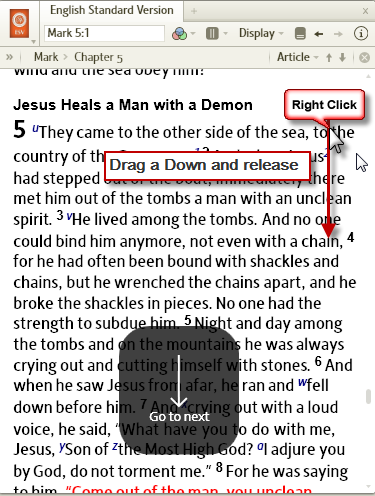 English Standard Version
ESV
Mark 5:1
Display
Mark > Chapter 5
Article
wind and the sea obey him?"
Jesus Heals a Man with a Demon
Right Click
5 uThey came to the other side of the sea, to the
country of the
Drag a Down and release
had stepped out of the boat, immediately there
met him out of the tombs a man with an unclean
spirit. 3 vHe lived among the tombs. And no one
could bind him anymore, not even with a chain, 4
for he had often been bound with shackles and
chains, but he wrenched the chains apart, and he
broke the shackles in pieces. No one had the
strength to subdue him. 5 Night and day among
the tombs and on the mountains he was always
crying out and cutting himself with stones. 6 And
when he saw Jesus from afar, he ran and wfell
down before him. 7 And crying out with a loud
Go to next
voice, he said, “What have you to do with me,
Jesus, ySon of zthe Most High God? aI adjure you
by God, do not torment me.” 8 For he was saying
to him, “Come out of the man, you unclean